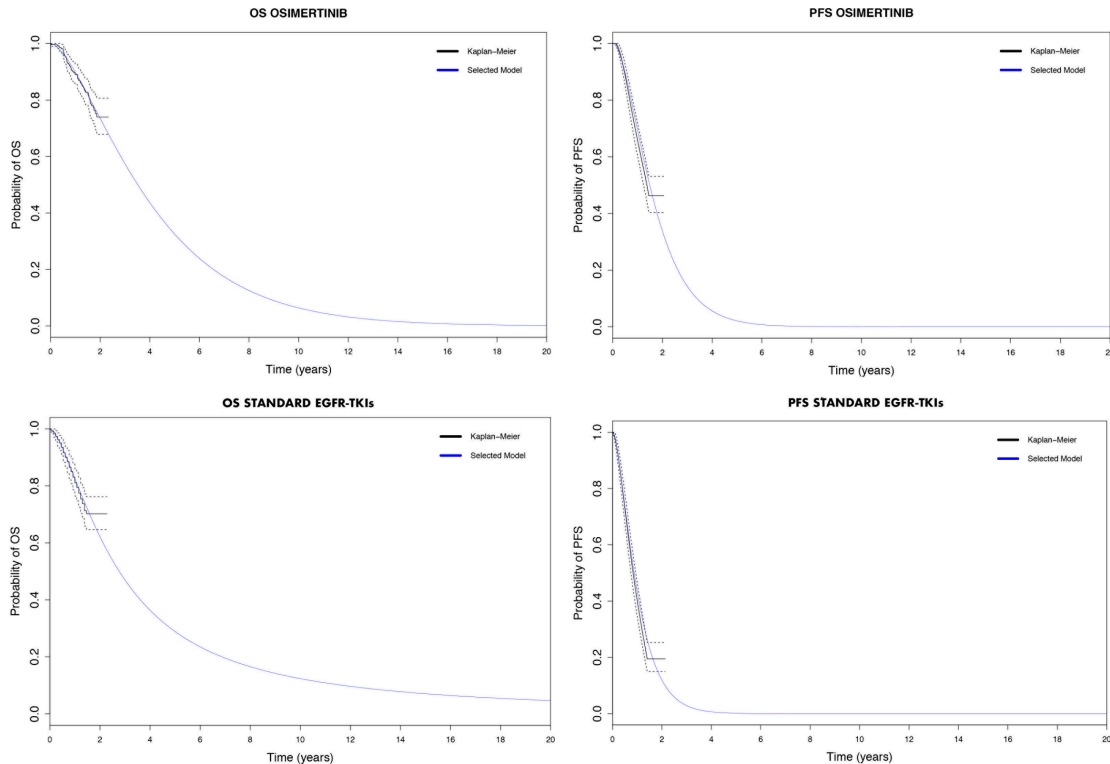 OS OSIMERTINIB
Probability of OS
1.0
0.8
0.6
0.4
0.2
0.0
Kaplan−Meier
Selected Model
0 2 4 6 8 10 12 14 16 18 20
Time (years)
PFS OSIMERTINIB
Probability of PFS
1.0
0.8
0.6
0.4
0.2
0.0
Kaplan−Meier
Selected Model
0 2 4 6 8 10 12 14 16 18 20
Time (years)
OS STANDARD EGFR-TKIs
Probability of OS
1.0
0.8
0.6
0.4
0.2
0.0
Kaplan−Meier
Selected Model
0 2 4 6 8 10 12 14 16 18 20
Time (years)
PFS STANDARD EGFR-TKIs
Probability of PFS
1.0
0.8
0.6
0.4
0.2
0.0
Kaplan−Meier
Selected Model
0 2 4 6 8 10 12 14 16 18 20
Time (years)